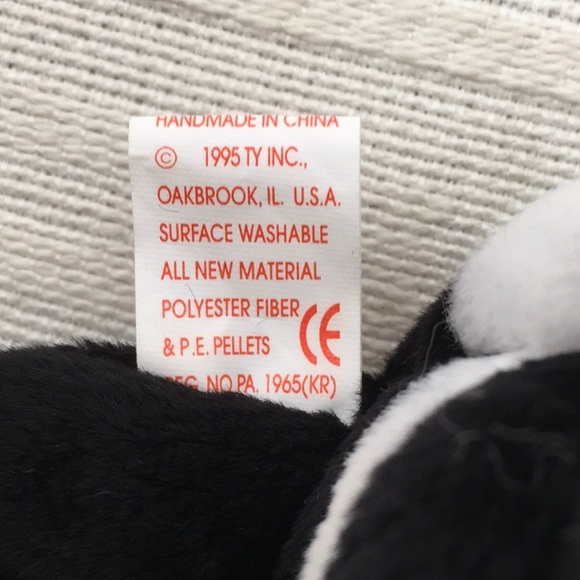 HANDMADE IN CHINA
© 1995 TY INC.,
OAKBROOK, IL. U.S.A.
SURFACE WASHABLE
ALL NEW MATERIAL
POLYESTER FIBER
& P.E. PELLETS CE
REG. NO PA. 1965(KR)